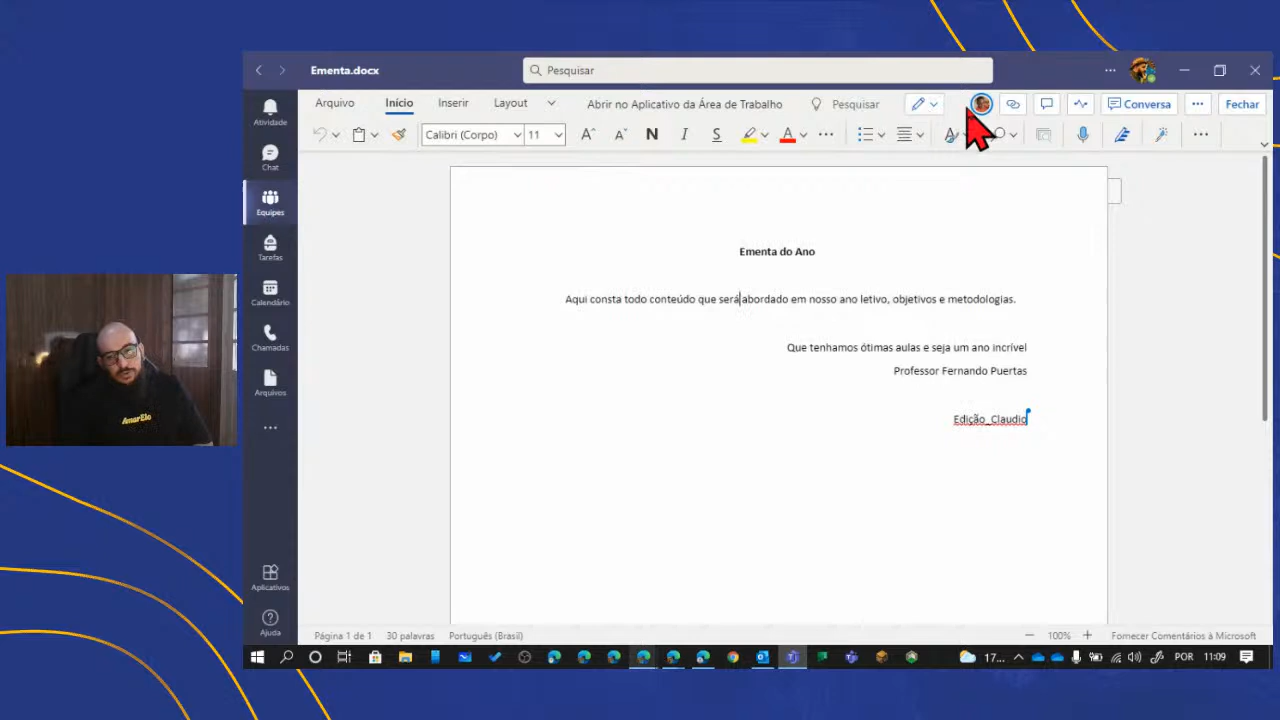 Ementa.docx
Pesquisar
Arquivo Início Inserir Layout Abrir no Aplicativo da Área de Trabalho Pesquisar Conversa Fechar
Calibri (Corpo) 11 N I S A
Atividade
Chat
Equipes
Tarefas
Calendário
Chamadas
Arquivos
Aplicativos
Ajuda
Ementa do Ano
Aqui consta todo conteúdo que será abordado em nosso ano letivo, objetivos e metodologias.
Que tenhamos ótimas aulas e seja um ano incrível
Professor Fernando Puertas
Edição_Claudio
AmarElo
Página 1 de 1 30 palavras Português (Brasil) 100% Fornecer Comentários à Microsoft
17... POR 11:09